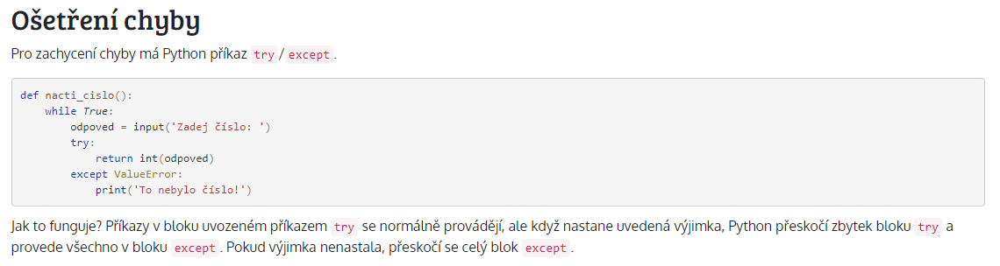 Ošetření chyby
Pro zachycení chyby má Python příkaz try/except.
def nacti_cislo():
    while True:
        odpoved = input('Zadej číslo: ')
        try:
            return int(odpoved)
        except ValueError:
            print('To nebylo číslo!')
Jak to funguje? Příkazy v bloku uvozeném příkazem try se normálně provádějí, ale když nastane uvedená výjimka, Python přeskočí zbytek bloku try a
provede všechno v bloku except. Pokud výjimka nenastala, přeskočí se celý blok except.